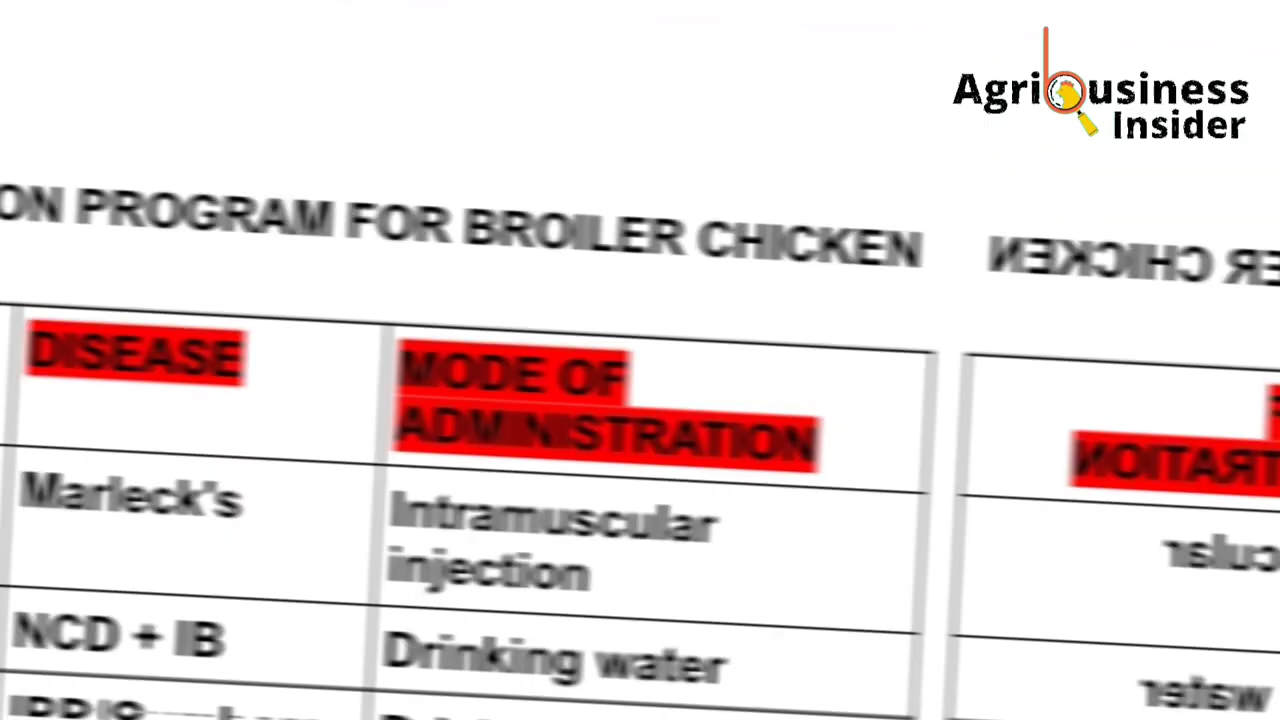 Agribusiness
Insider
ON PROGRAM FOR BROILER CHICKEN
DISEASE
MODE OF
ADMINISTRATION
Marleck's
Intramuscular
injection
NCD + IB
Drinking water